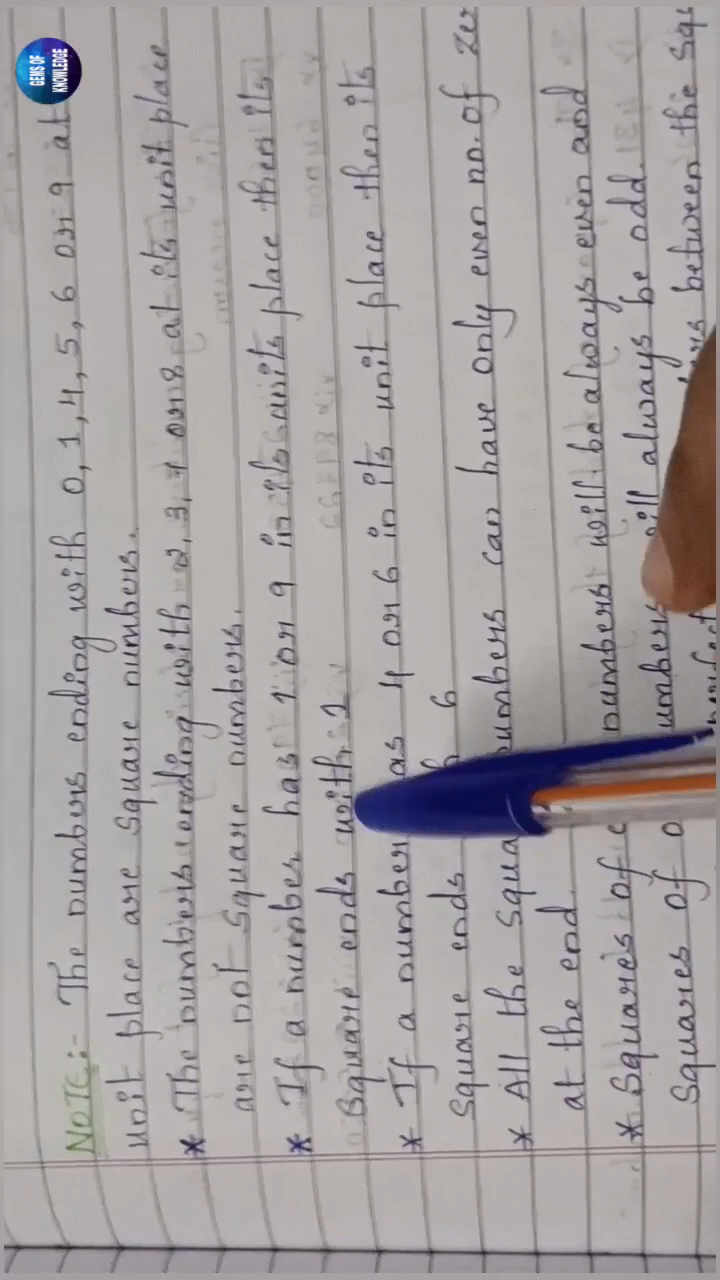 GEMS OF
KNOWLEDGE
NOTE:- The numbers ending with 0, 1, 4, 5, 6 or 9 at
unit place are square numbers.
* The numbers ending with 2, 3, 7 or 8 at its unit place
are not square numbers.
* If a number has 1 or 9 in its units place then its
square ends with 1
* If a number as 4 or 6 in its unit place then its
square ends 6
* All the squa umbers can have only even no. of zer
at the end.
* Squares of e numbers will be always even and
Squares of o umbers will always be odd.
between the squ